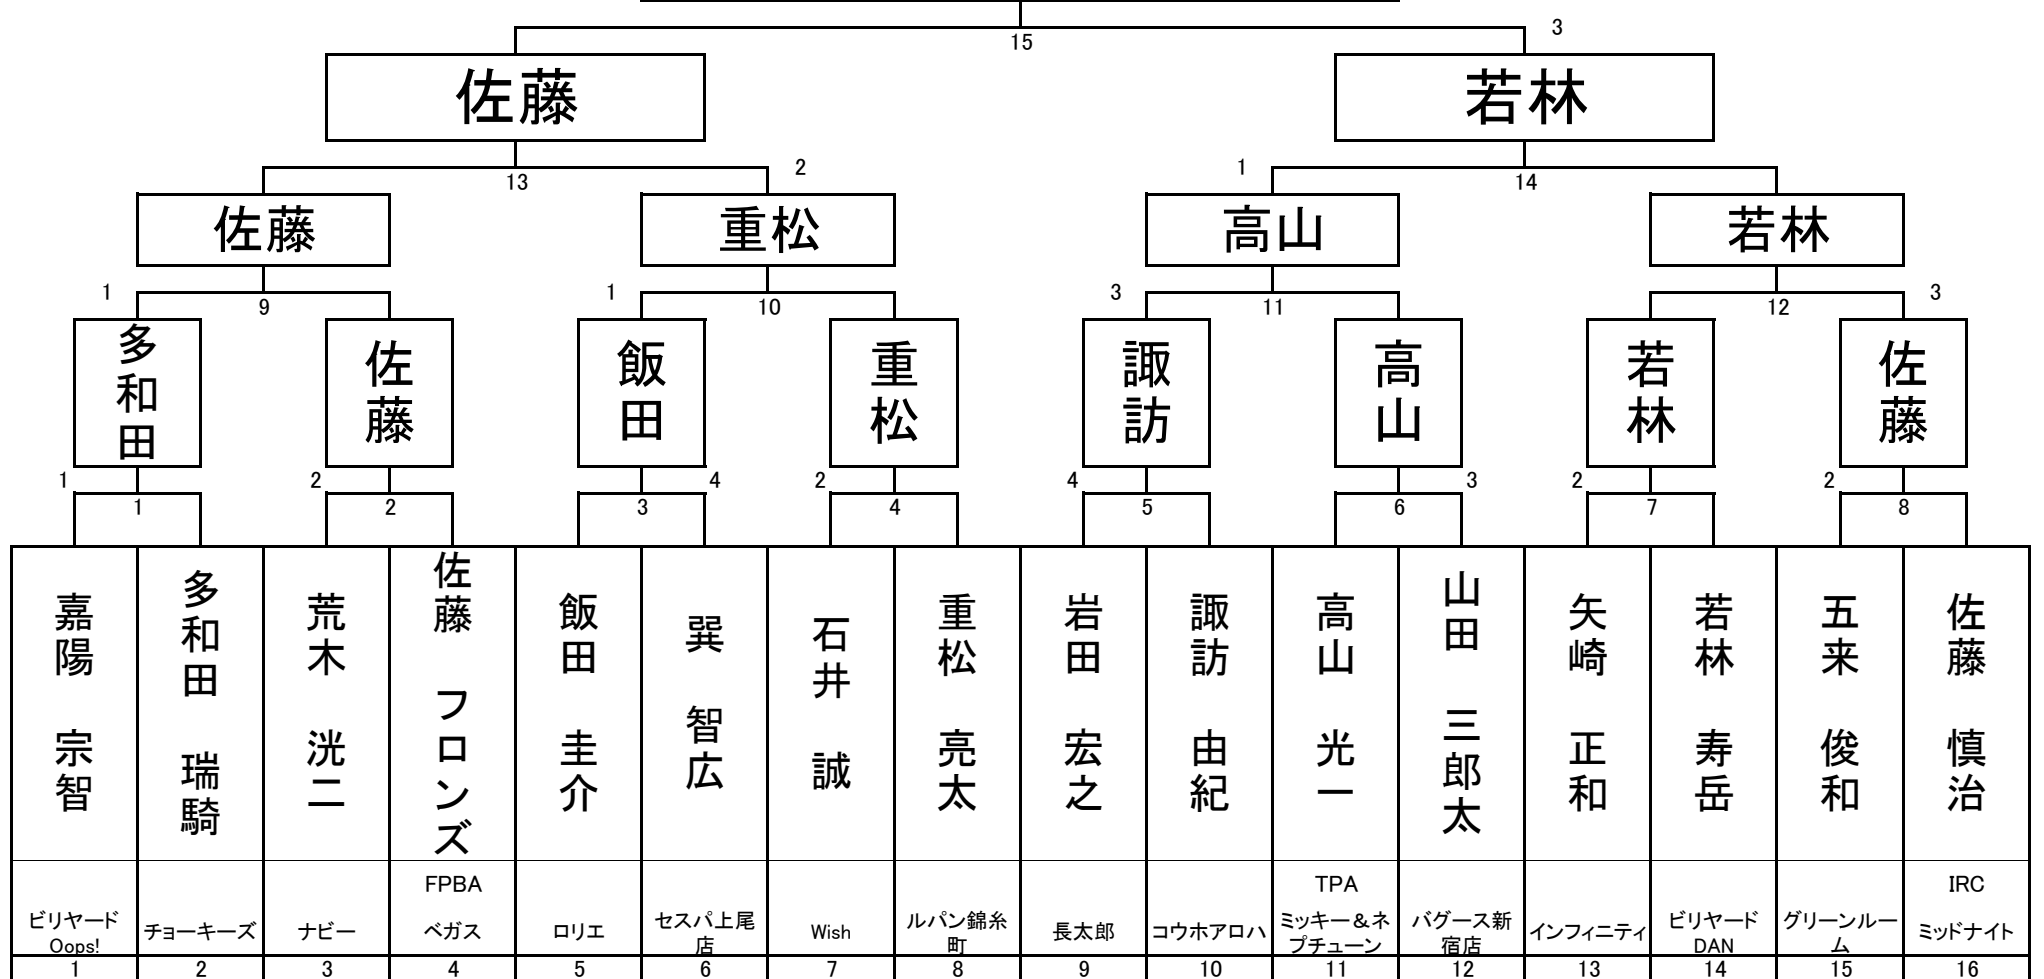 15 3
佐藤 若林
13 2 1 14
佐藤 重松 高山 若林
1 9 1 10 3 11 12 3
多和田 佐藤 飯田 重松 諏訪 高山 若林 佐藤
1 2 4 2 4 3 2 2
1 2 3 4 5 6 7 8
嘉陽 宗智
多和田 瑞騎
荒木 洸二
佐藤 フロンズ
飯田 圭介
巽 智広
石井 誠
重松 亮太
岩田 宏之
諏訪 由紀
高山 光一
山田 三郎太
矢崎 正和
若林 寿岳
五来 俊和
佐藤 慎治
FPBA TPA IRC
ビリヤード
Oops!
チョーキーズ
ナビー
ベガス
ロリエ
セスパ上尾
店
Wish
ルパン錦糸
町
長太郎
コウホアロハ
ミッキー＆ネ
プチューン
バグース新
宿店
インフィニティ
ビリヤード
DAN
グリーンルー
ム
ミッドナイト
1 2 3 4 5 6 7 8 9 10 11 12 13 14 15 16